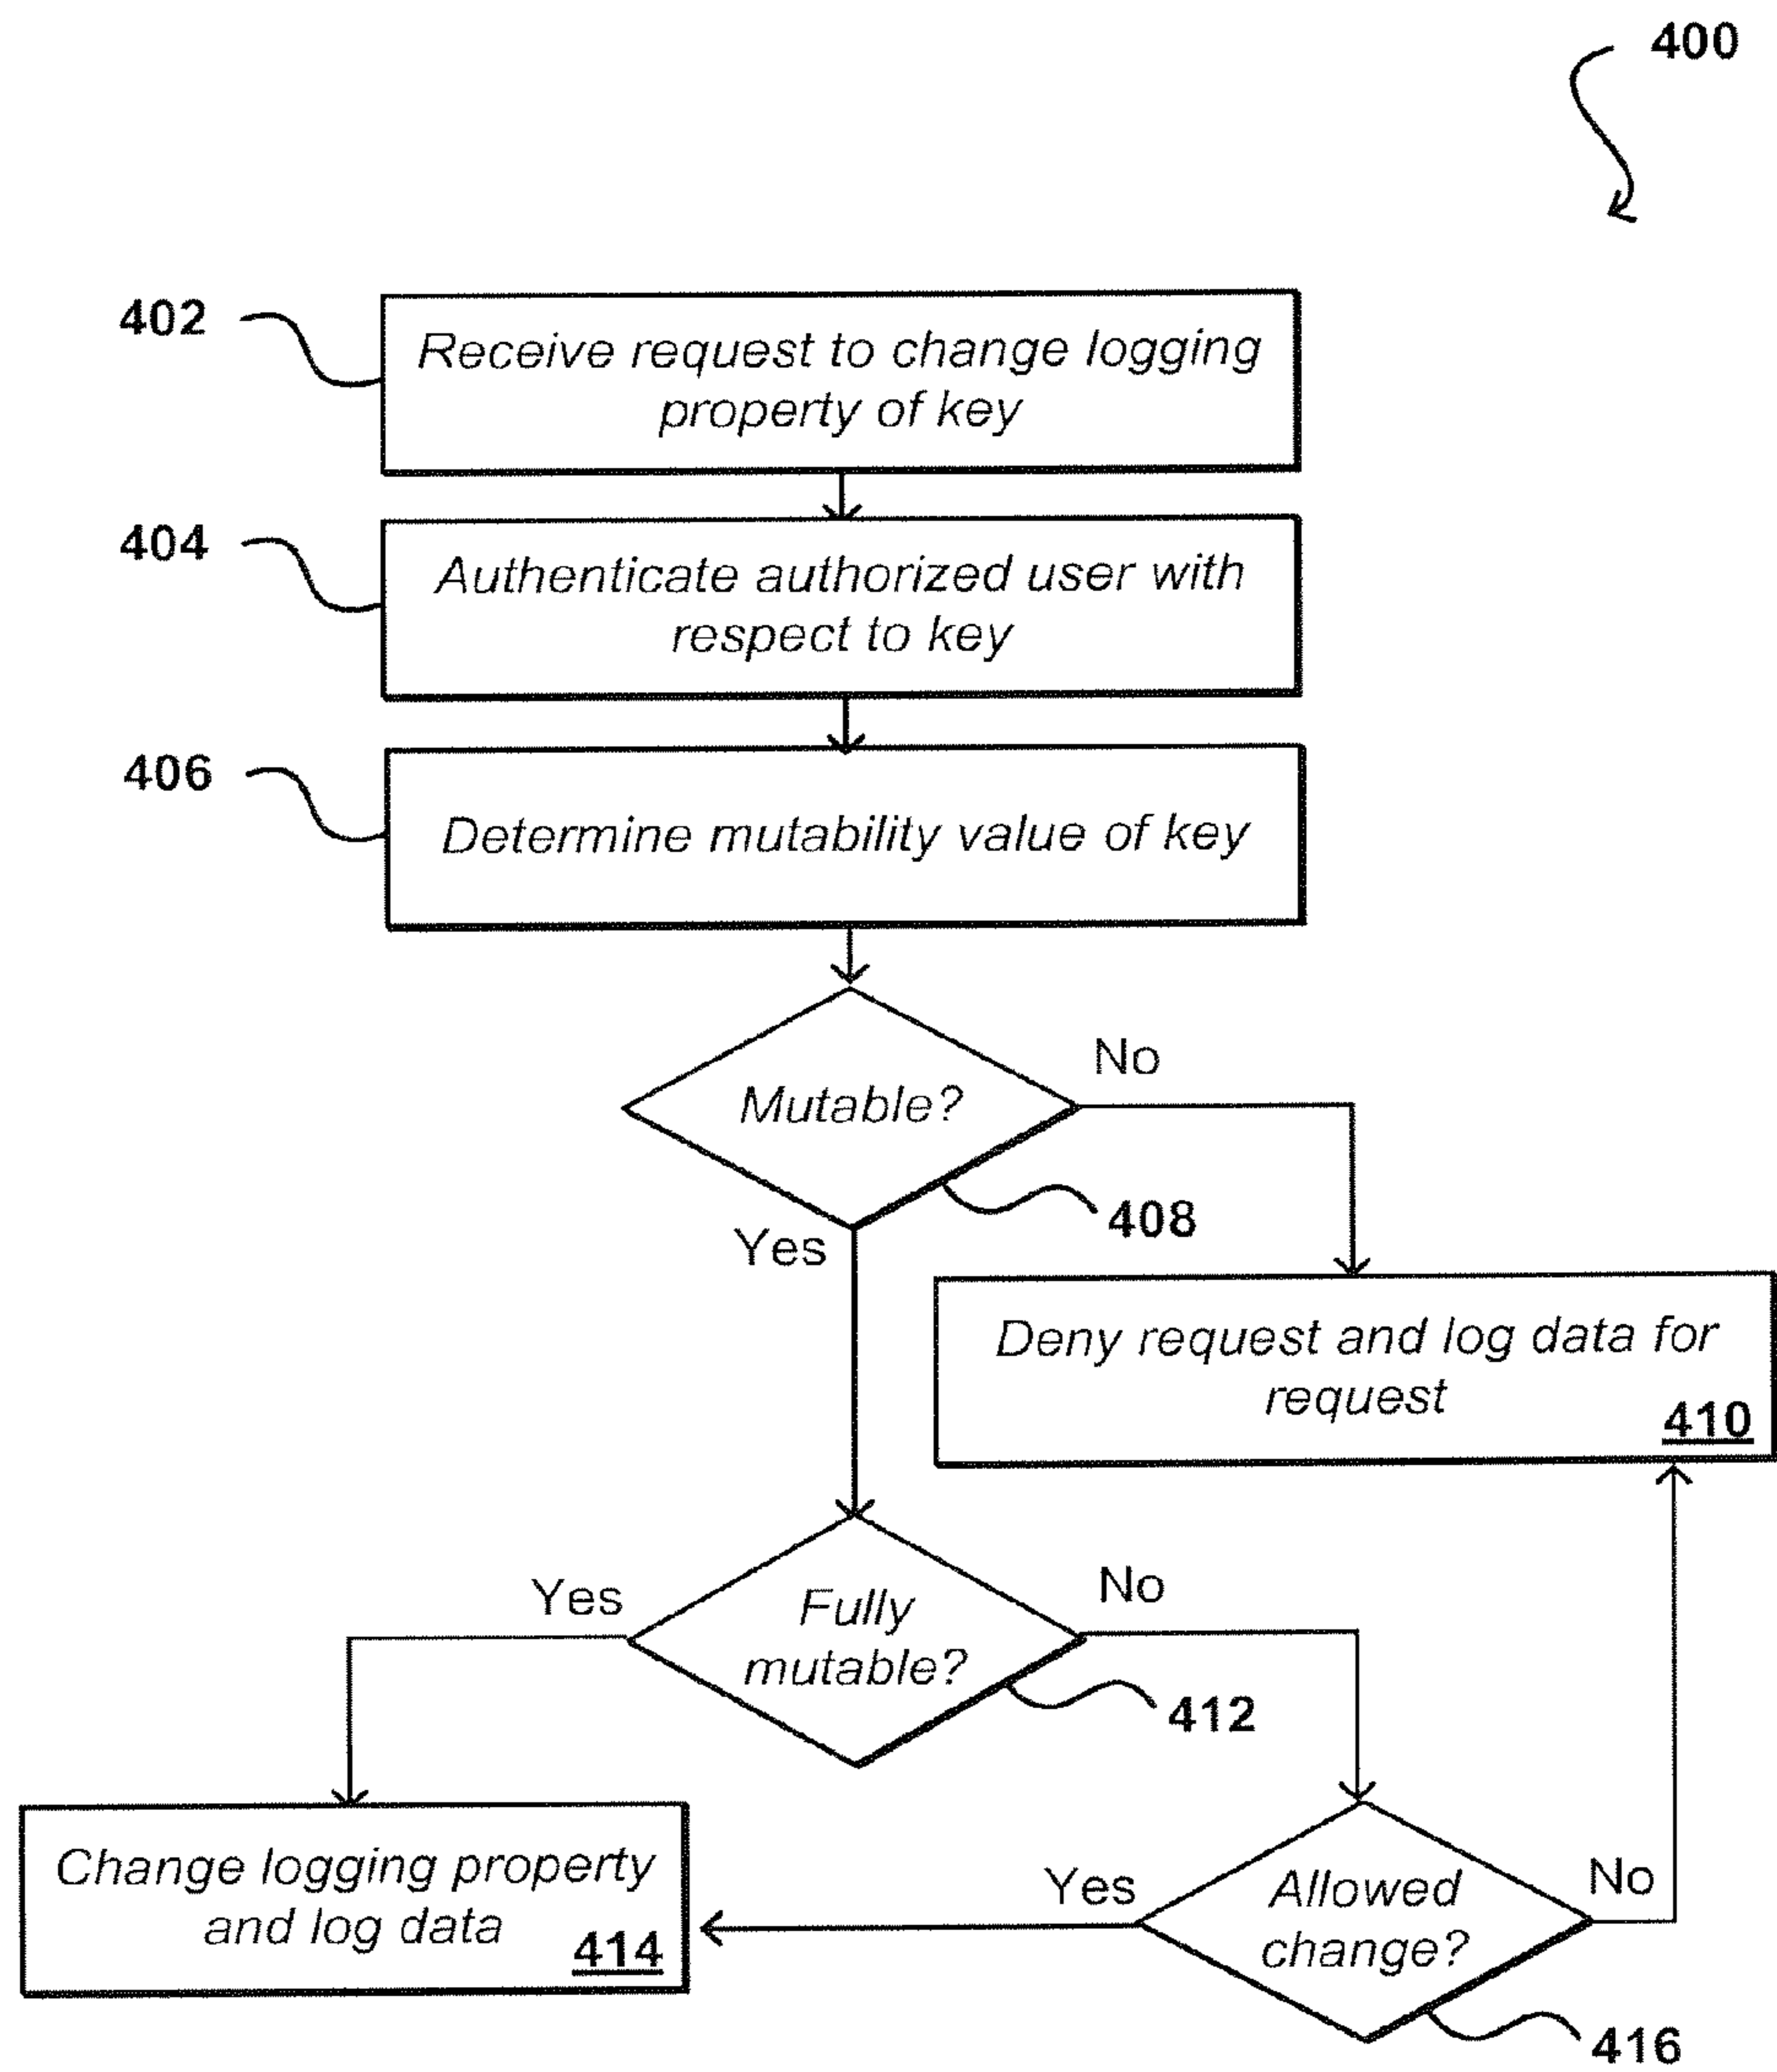 400
402
Receive request to change logging
property of key
404
Authenticate authorized user with
respect to key
406
Determine mutability value of key
Mutable?
No
408
Yes
Deny request and log data for
request
410
Fully
mutable?
Yes
No
412
Change logging property
and log data
414
Allowed
change?
Yes
No
416